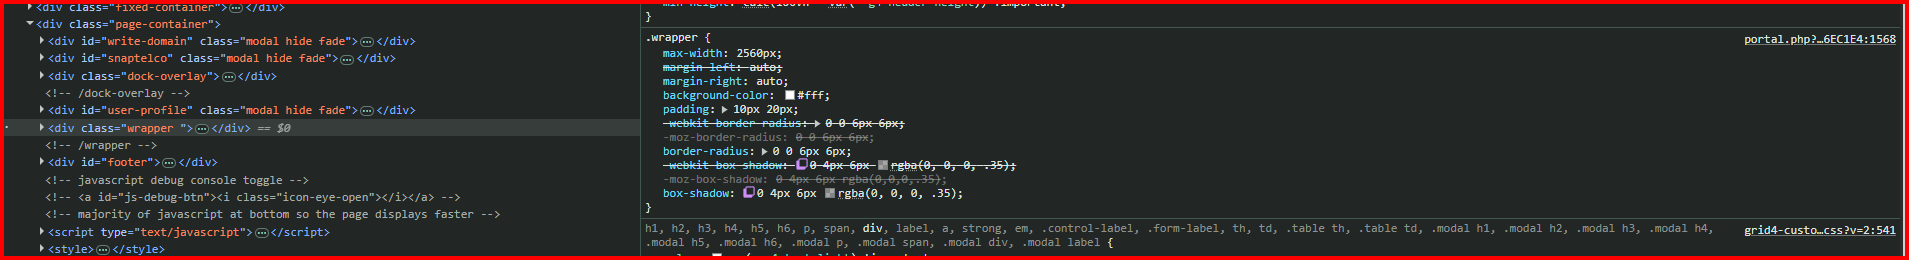 <div class="fixed-container">…</div>
<div class="page-container">
<div id="write-domain" class="modal hide fade">…</div>
<div id="snaptelco" class="modal hide fade">…</div>
<div class="dock-overlay">…</div>
<!-- /dock-overlay -->
<div id="user-profile" class="modal hide fade">…</div>
<div class="wrapper ">…</div> == $0
<!-- /wrapper -->
<div id="footer">…</div>
<!-- javascript debug console toggle -->
<!-- <a id="js-debug-btn"><i class="icon-eye-open"></i></a> -->
<!-- majority of javascript at bottom so the page displays faster -->
<script type="text/javascript">…</script>
<style>…</style>
}
.wrapper {
portal.php?…6EC1E4:1568
max-width: 2560px;
margin-left: auto;
margin-right: auto;
background-color: #fff;
padding: 10px 20px;
-webkit-border-radius: 0 0 6px 6px;
-moz-border-radius: 0 0 6px 6px;
border-radius: 0 0 6px 6px;
-webkit-box-shadow: 0 4px 6px rgba(0, 0, 0, .35);
-moz-box-shadow: 0 4px 6px rgba(0,0,0,.35);
box-shadow: 0 4px 6px rgba(0, 0, 0, .35);
}
h1, h2, h3, h4, h5, h6, p, span, div, label, a, strong, em, .control-label, .form-label, th, td, .table th, .table td, .modal h1, .modal h2, .modal h3, .modal h4,
grid4-custo…css?v=2:541
.modal h5, .modal h6, .modal p, .modal span, .modal div, .modal label {